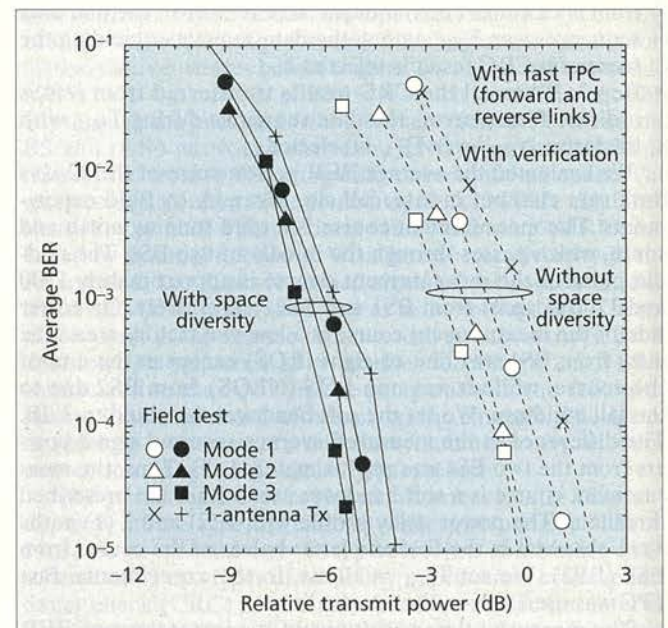 10⁻¹
10⁻²
10⁻³
10⁻⁴
10⁻⁵
Average BER
With fast TPC
(forward and
reverse links)
With verification
With space
diversity
Without
space
diversity
Field test
○ ● Mode 1
△ ▲ Mode 2
□ ■ Mode 3
× + 1-antenna Tx
-12 -9 -6 -3 0 3
Relative transmit power (dB)